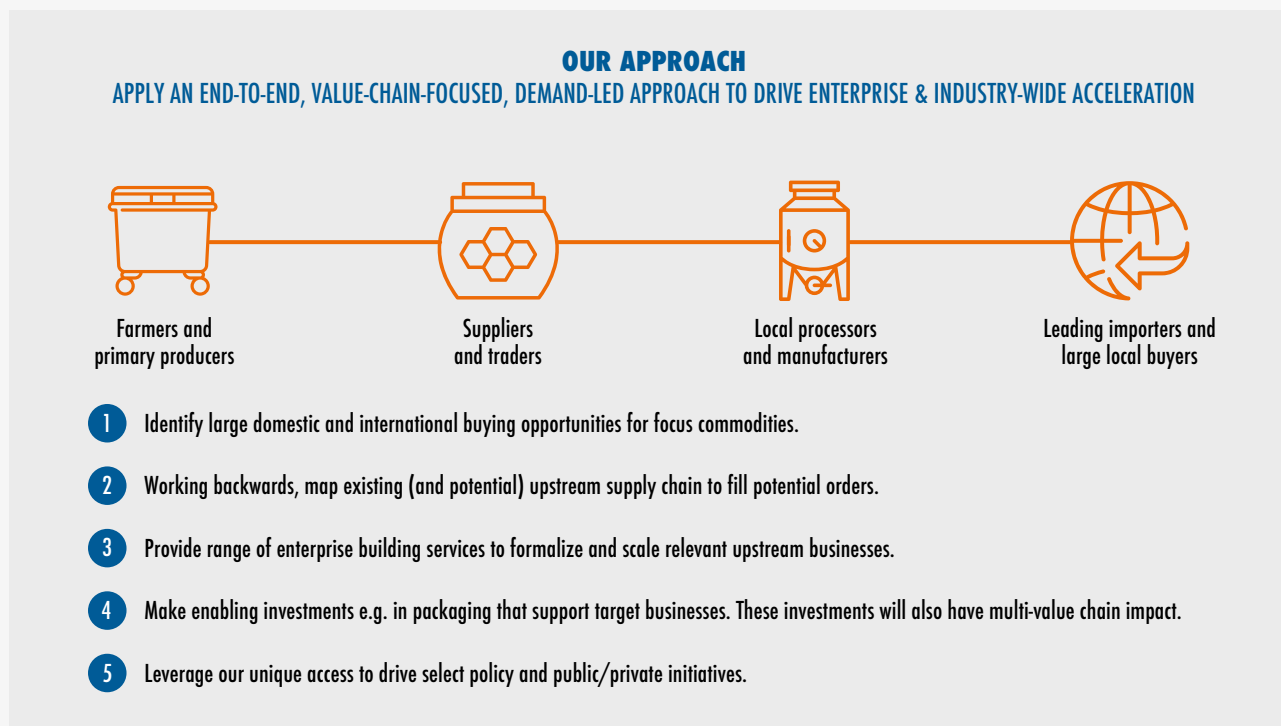 OUR APPROACH
APPLY AN END-TO-END, VALUE-CHAIN-FOCUSED, DEMAND-LED APPROACH TO DRIVE ENTERPRISE & INDUSTRY-WIDE ACCELERATION
Farmers and
primary producers
Suppliers
and traders
Local processors
and manufacturers
Leading importers and
large local buyers
1 Identify large domestic and international buying opportunities for focus commodities.
2 Working backwards, map existing (and potential) upstream supply chain to fill potential orders.
3 Provide range of enterprise building services to formalize and scale relevant upstream businesses.
4 Make enabling investments e.g. in packaging that support target businesses. These investments will also have multi-value chain impact.
5 Leverage our unique access to drive select policy and public/private initiatives.